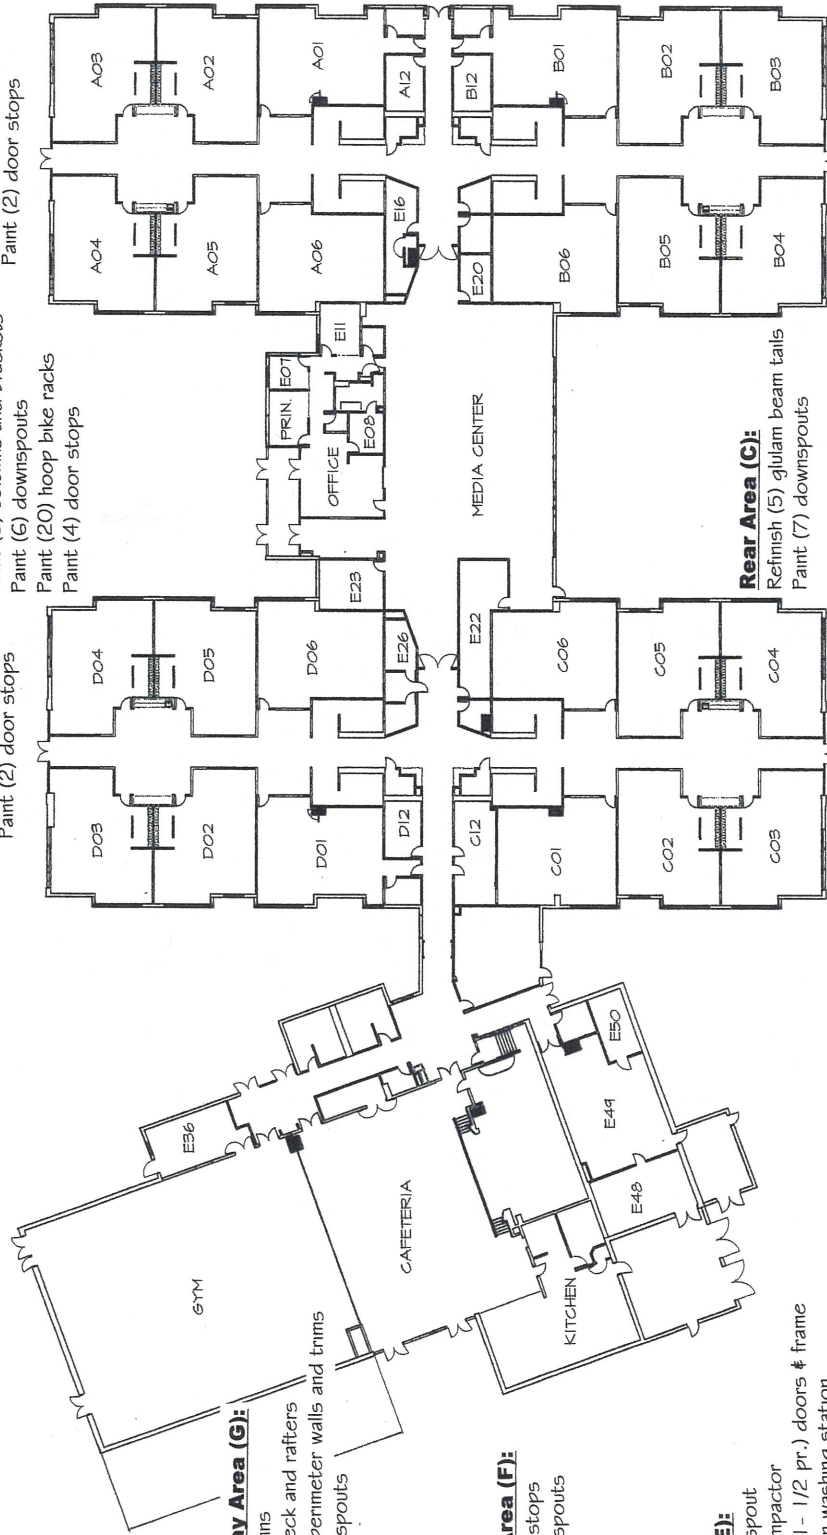 Paint (2) door stops
Paint (6) downspouts
Paint (20) hoop bike racks
Paint (4) door stops
Paint (2) door stops
D03
D04
A04
A03
D02
D05
A05
A02
E36
PRIN.
E07
D01
D06
A06
A01
OFFICE
E11
E23
E08
GYM
D12
E26
E16
A12
CAFETERIA
MEDIA CENTER
C12
E22
E20
B12
KITCHEN
C01
C06
B06
B01
E48
E49
E50
C02
C05
B05
B02
C03
C04
B04
B03
Area (G):
eck and rafters
perimeter walls and trims
spouts
rea (F):
stops
spouts
E):
spout
mpactor
1 - 1/2 pr.) doors & frame
washing station
Rear Area (C):
Refinish (5) glulam beam tails
Paint (7) downspouts